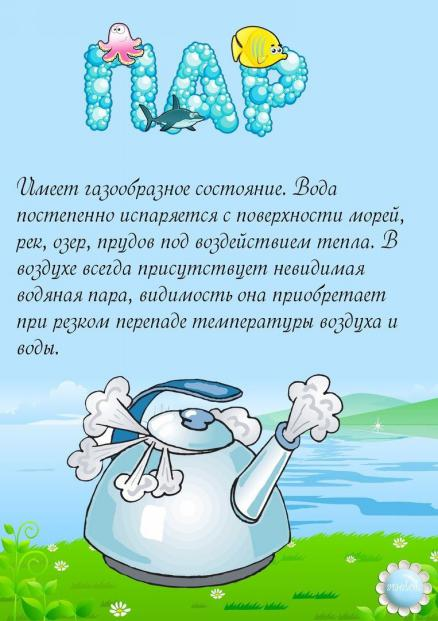 ПАР
Имеет газообразное состояние. Вода
постепенно испаряется с поверхности морей,
рек, озер, прудов под воздействием тепла. В
воздухе всегда присутствует невидимая
водяная пара, видимость она приобретает
при резком перепаде температуры воздуха и
воды.